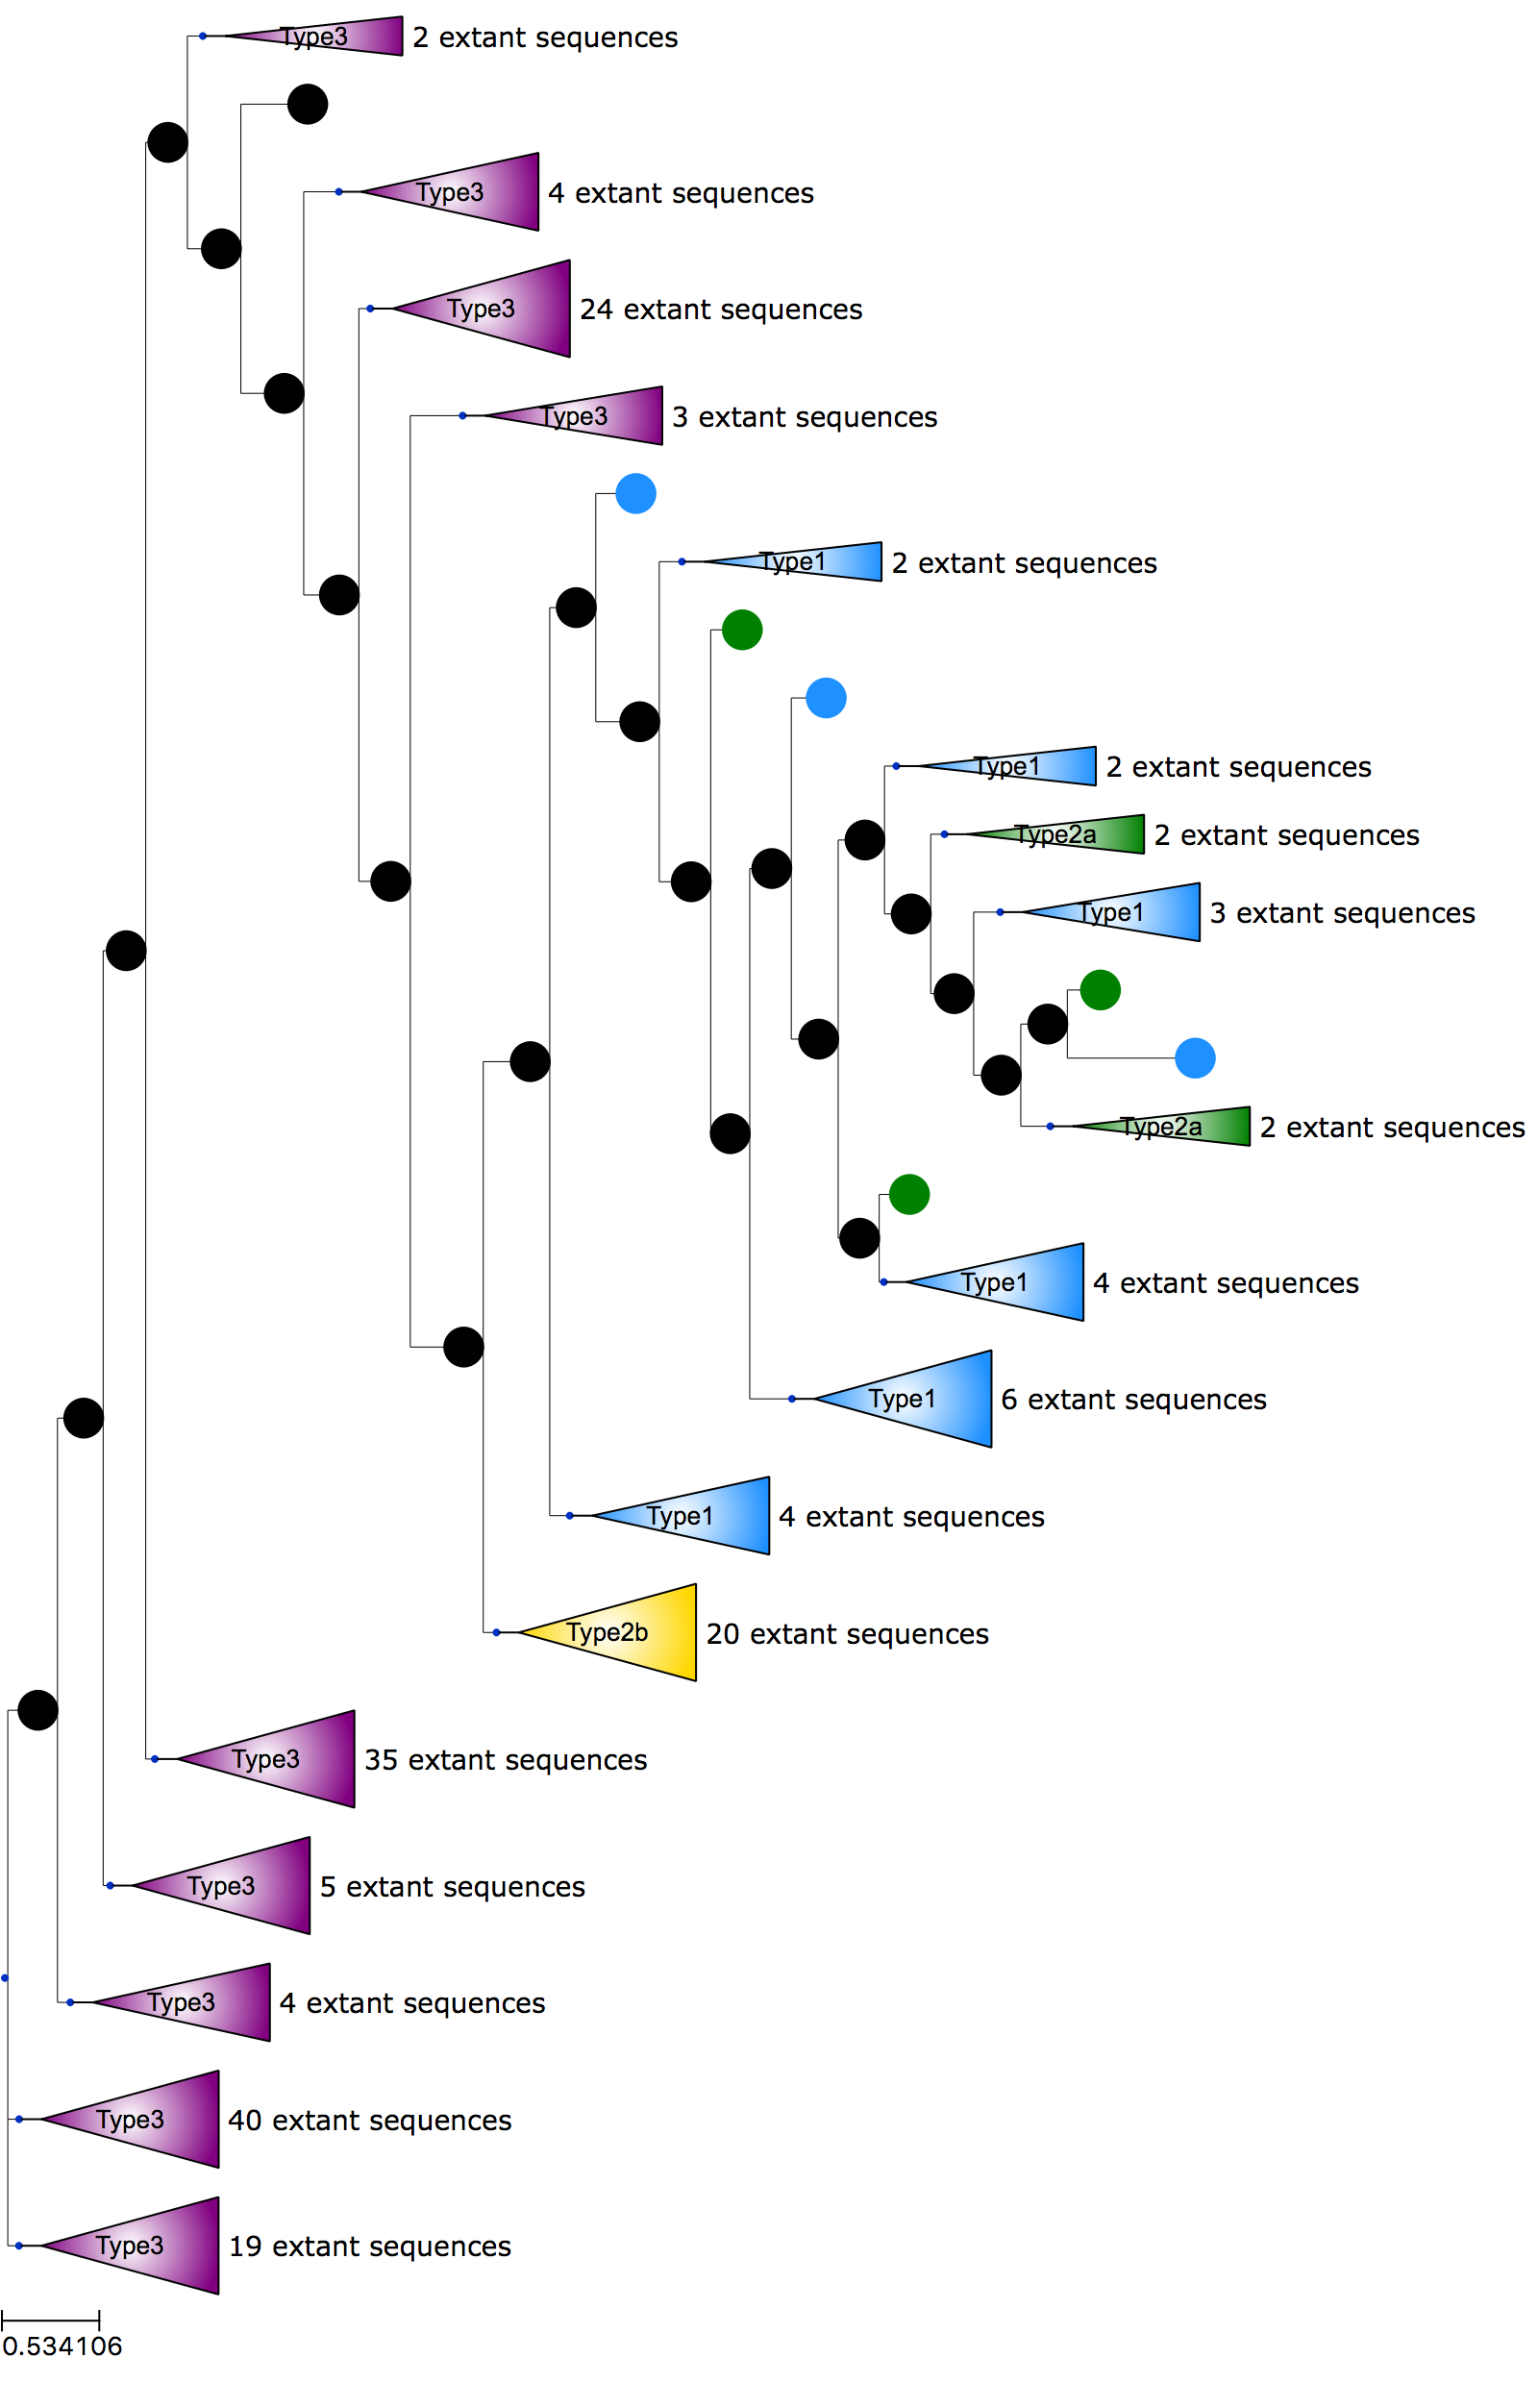 Type3 2 extant sequences
Type3 4 extant sequences
Type3 24 extant sequences
Type3 3 extant sequences
Type1 2 extant sequences
Type1 2 extant sequences
Type2a 2 extant sequences
Type1 3 extant sequences
Type2a 2 extant sequences
Type1 4 extant sequences
Type1 6 extant sequences
Type1 4 extant sequences
Type2b 20 extant sequences
Type3 35 extant sequences
Type3 5 extant sequences
Type3 4 extant sequences
Type3 40 extant sequences
Type3 19 extant sequences
0.534106